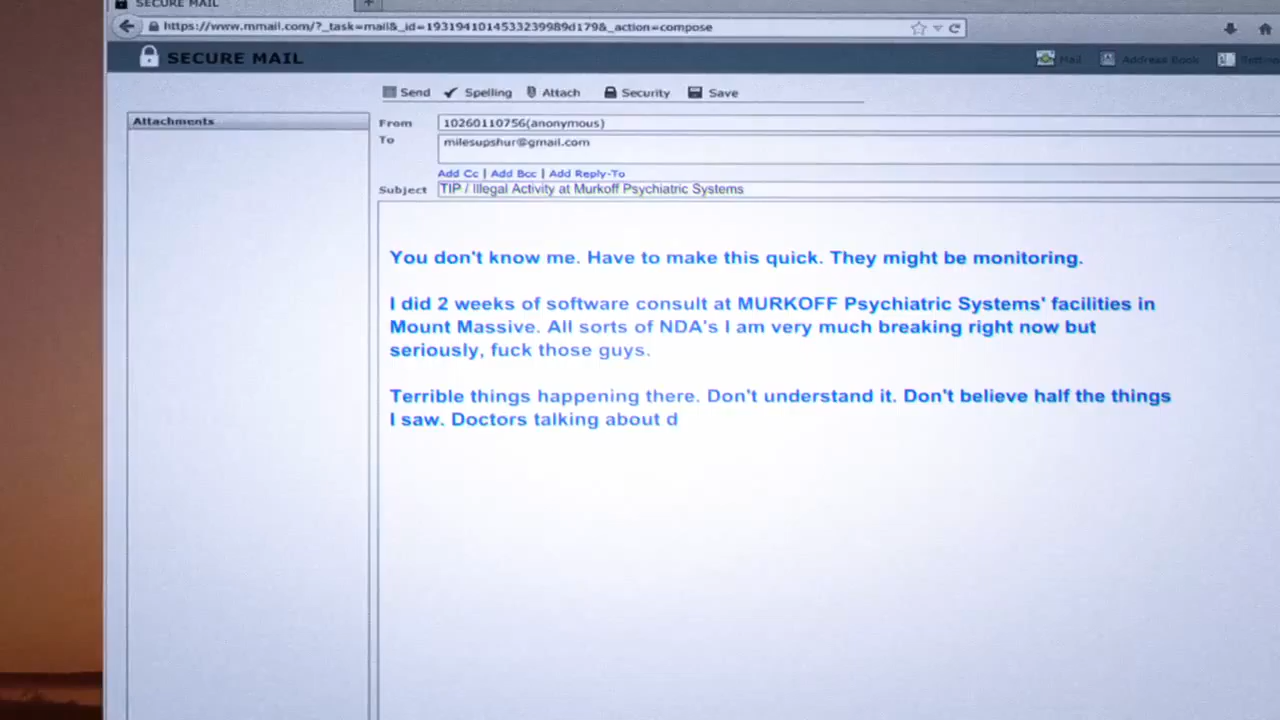 SECURE MAIL
https://www.mmail.com/?_task=mail&_id=1931941014533239989d179&_action=compose
SECURE MAIL
Mail Address Book
Send Spelling Attach Security Save
Attachments
From 10260110756(anonymous)
To milesupshur@gmail.com
Add Cc | Add Bcc | Add Reply-To
Subject TIP / Illegal Activity at Murkoff Psychiatric Systems
You don't know me. Have to make this quick. They might be monitoring.
I did 2 weeks of software consult at MURKOFF Psychiatric Systems' facilities in
Mount Massive. All sorts of NDA's I am very much breaking right now but
seriously, fuck those guys.
Terrible things happening there. Don't understand it. Don't believe half the things
I saw. Doctors talking about d